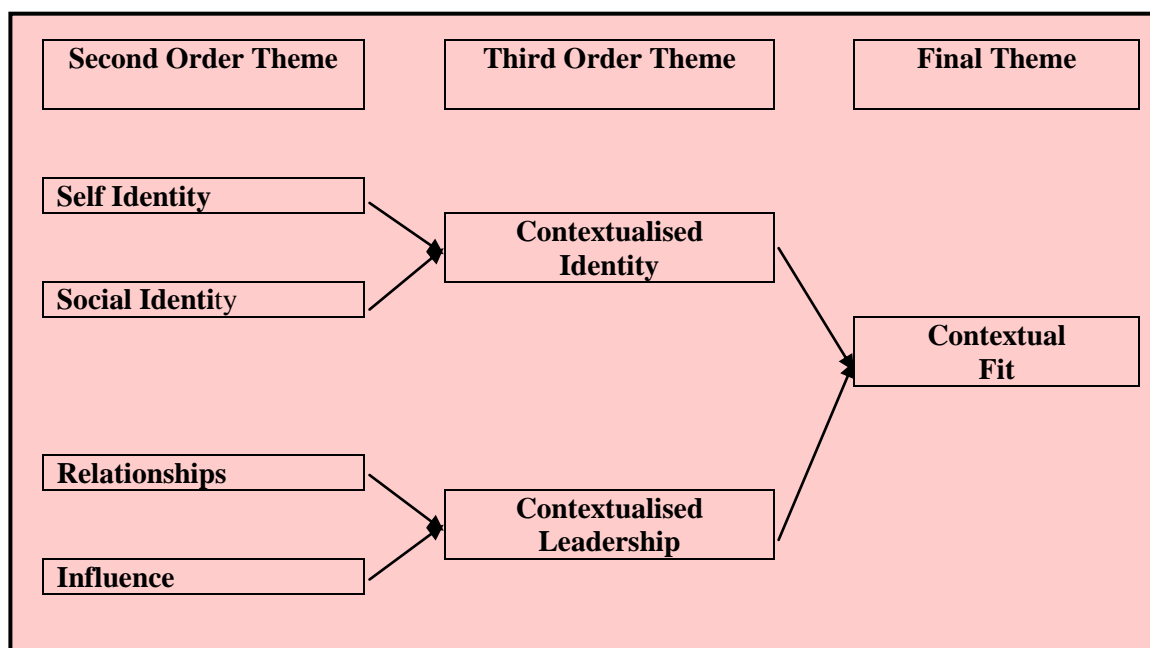 Second Order Theme
Third Order Theme
Final Theme
Self Identity
Social Identity
Contextualised
Identity
Contextual
Fit
Relationships
Influence
Contextualised
Leadership